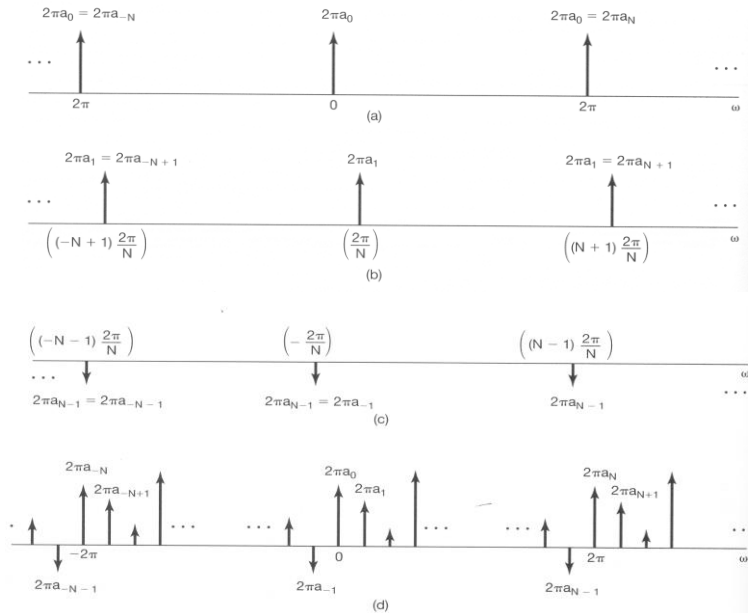 2πa₀ = 2πa₋N 2πa₀ 2πa₀ = 2πaN
... ...
2π 0 2π ω
(a)
2πa₁ = 2πa₋N + 1 2πa₁ 2πa₁ = 2πaN + 1
... ...
((-N + 1) 2π/N) (2π/N) ((N + 1) 2π/N) ω
(b)
((-N - 1) 2π/N) (- 2π/N) ((N - 1) 2π/N)
ω
... ...
2πaN-1 = 2πa₋N-1 2πaN-1 = 2πa₋1 2πaN - 1
(c)
2πa₋N 2πa₀ 2πaN
2πa₋N+1 2πa₁ 2πaN+1
... ... ... ... ...
-2π 0 2π ω
2πa₋N - 1 2πa₋1 2πaN - 1
(d)